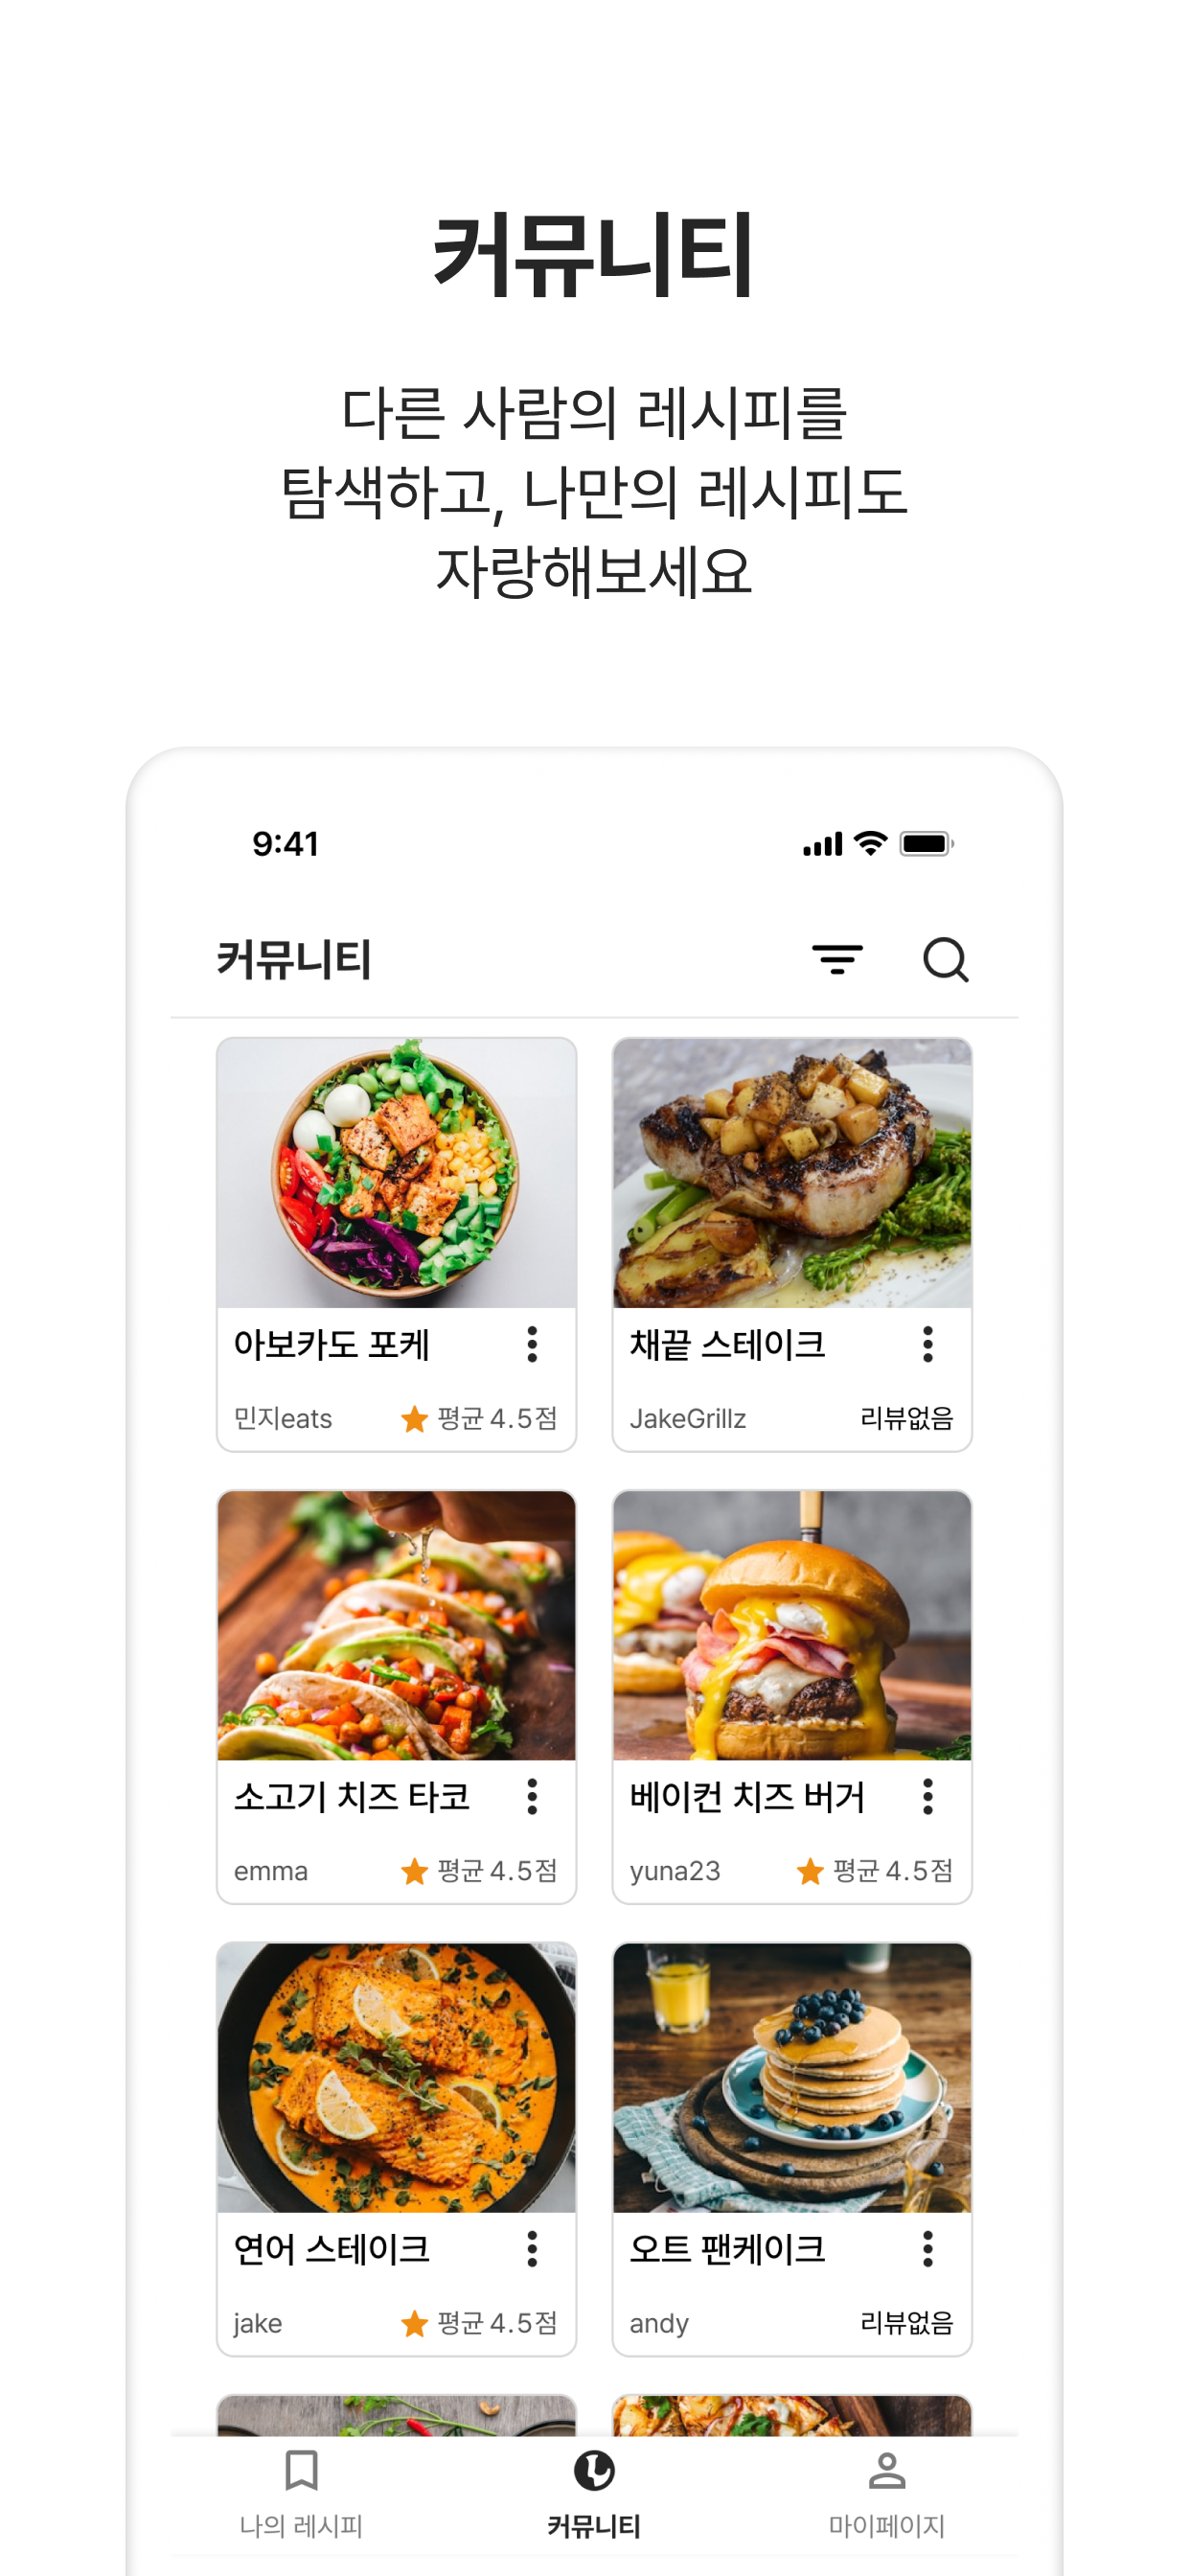 커뮤니티
다른 사람의 레시피를
탐색하고, 나만의 레시피도
자랑해보세요
9:41
커뮤니티
아보카도 포케
민지eats 평균 4.5점
채끝 스테이크
JakeGrillz 리뷰없음
소고기 치즈 타코
emma 평균 4.5점
베이컨 치즈 버거
yuna23 평균 4.5점
연어 스테이크
jake 평균 4.5점
오트 팬케이크
andy 리뷰없음
나의 레시피 커뮤니티 마이페이지